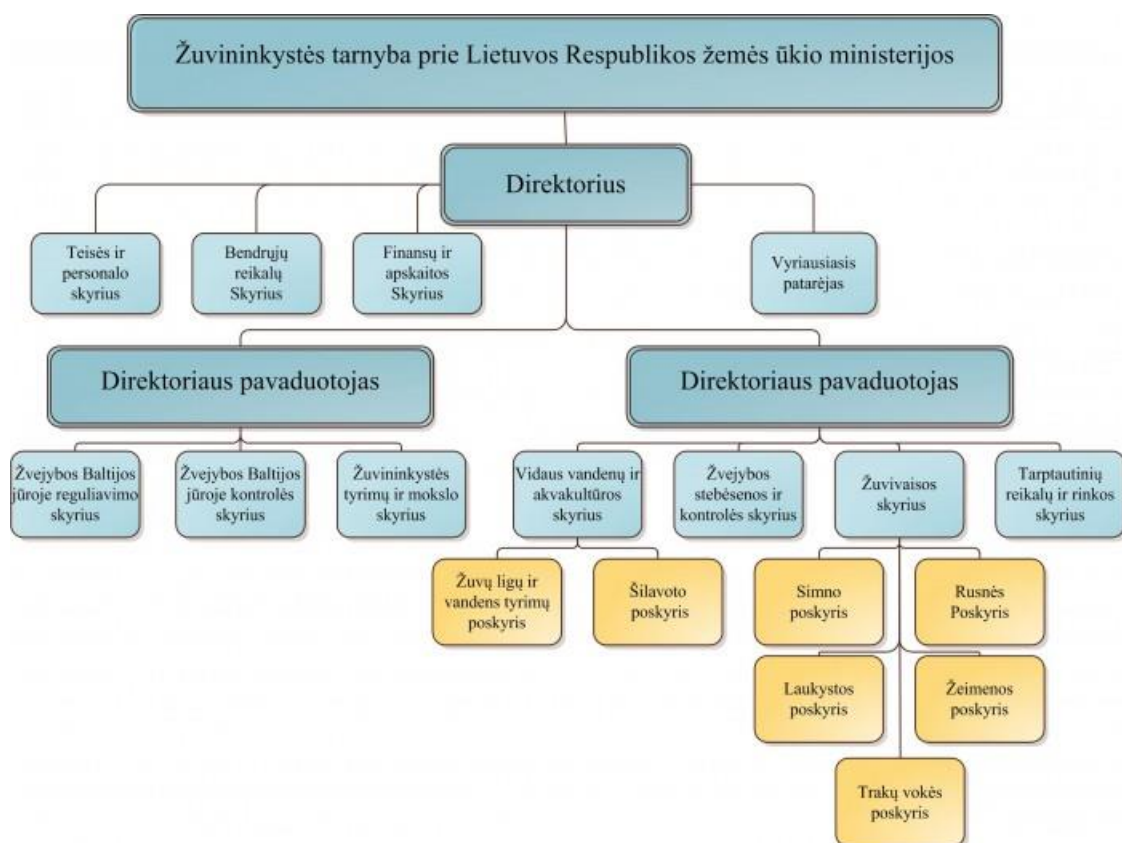 Žuvininkystės tarnyba prie Lietuvos Respublikos žemės ūkio ministerijos
Direktorius
Teisės ir
personalo
skyrius
Bendrųjų
reikalų
Skyrius
Finansų ir
apskaitos
Skyrius
Vyriausiasis
patarėjas
Direktoriaus pavaduotojas
Direktoriaus pavaduotojas
Žvejybos Baltijos
jūroje reguliavimo
skyrius
Žvejybos Baltijos
jūroje kontrolės
skyrius
Žuvininkystės
tyrimų ir mokslo
skyrius
Vidaus vandenų ir
akvakultūros
skyrius
Žvejybos
stebėsenos ir
kontrolės skyrius
Žuvivaisos
skyrius
Tarptautinių
reikalų ir rinkos
skyrius
Žuvų ligų ir
vandens tyrimų
poskyris
Šilavoto
poskyris
Simno
poskyris
Rusnės
Poskyris
Laukystos
poskyris
Žeimenos
poskyris
Trakų vokės
poskyris